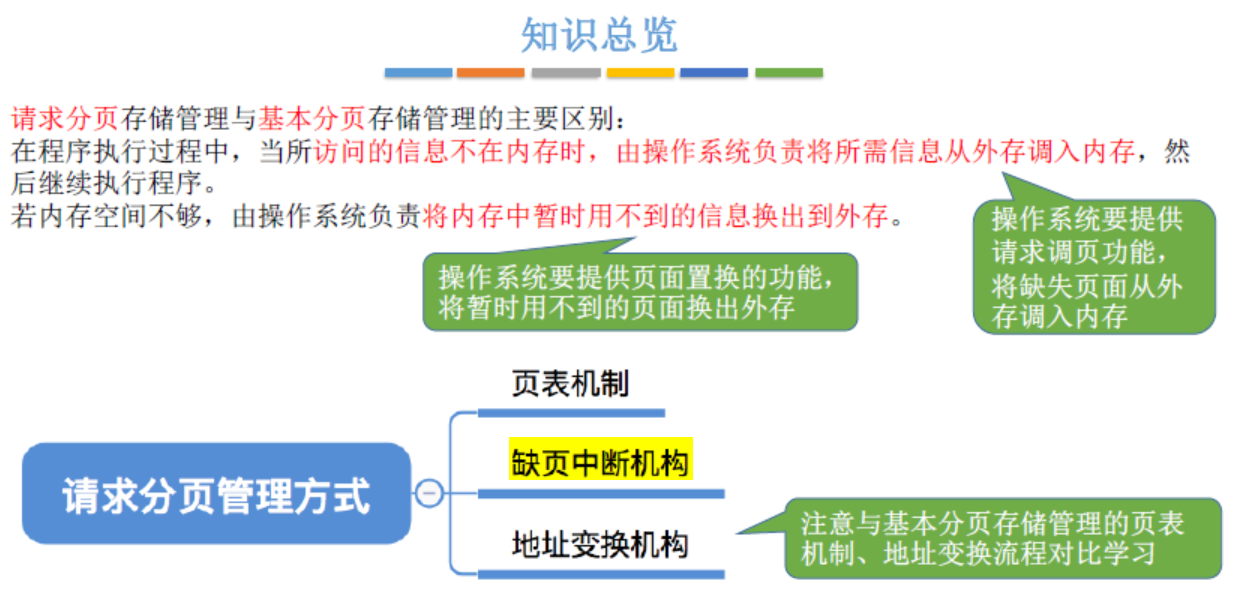 知识总览
请求分页存储管理与基本分页存储管理的主要区别：
在程序执行过程中，当所访问的信息不在内存时，由操作系统负责将所需信息从外存调入内存，然
后继续执行程序。
若内存空间不够，由操作系统负责将内存中暂时用不到的信息换出到外存。
操作系统要提供
请求调页功能，
将缺失页面从外
存调入内存
操作系统要提供页面置换的功能，
将暂时用不到的页面换出外存
页表机制
缺页中断机构
请求分页管理方式
地址变换机构
注意与基本分页存储管理的页表
机制、地址变换流程对比学习